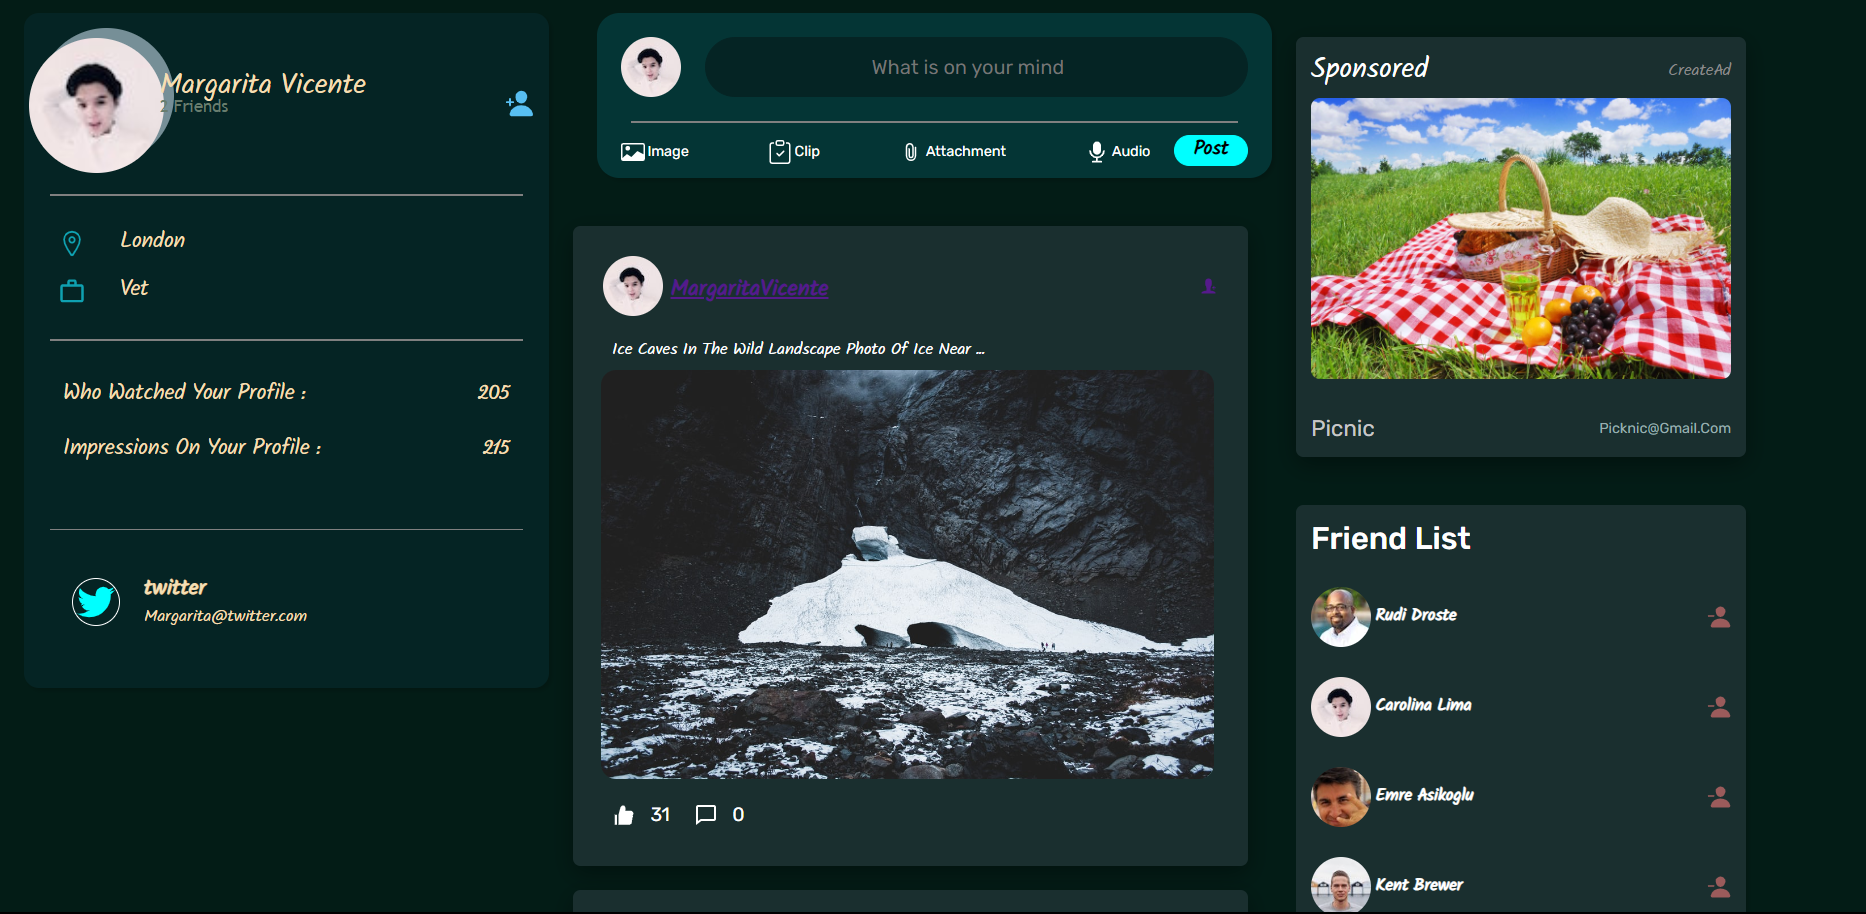 Margarita Vicente
2 Friends
London
Vet
Who Watched Your Profile :
205
Impressions On Your Profile :
215
twitter
Margarita@twitter.com
What is on your mind
Image
Clip
Attachment
Audio
Post
MargaritaVicente
Ice Caves In The Wild Landscape Photo Of Ice Near ...
31
0
Sponsored
CreateAd
Picnic
Picknic@Gmail.Com
Friend List
Rudi Droste
Carolina Lima
Emre Asikoglu
Kent Brewer